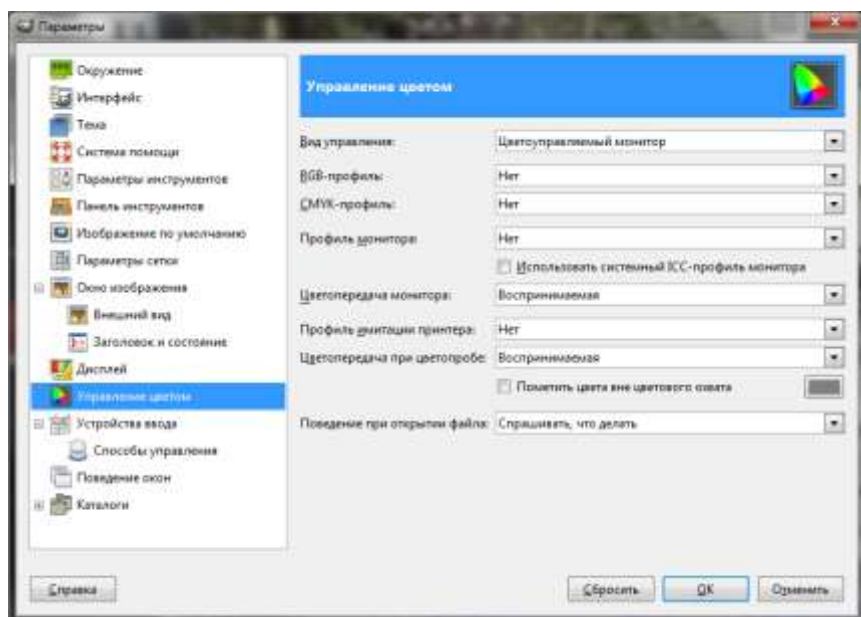 Параметры
Окружение
Интерфейс
Тема
Система помощи
Параметры инструментов
Панель инструментов
Изображение по умолчанию
Параметры сетки
Окно изображения
Внешний вид
Заголовок и состояние
Дисплей
Управление цветом
Устройства ввода
Способы управления
Поведение окон
Каталоги
Управление цветом
Вид управления: Цветоуправляемый монитор
RGB-профиль: Нет
CMYK-профиль: Нет
Профиль монитора: Нет
Использовать системный ICC-профиль монитора
Цветопередача монитора: Воспринимаемая
Профиль имитации принтера: Нет
Цветопередача при цветопробе: Воспринимаемая
Пометить цвета вне цветового охвата
Поведение при открытии файла: Спрашивать, что делать
Справка
Сбросить
OK
Отменить